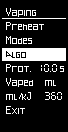 Vaping
Preheat
Modes
ALGO
Prot. 10.0s
Vaped mL
mL/KJ 360
Exit